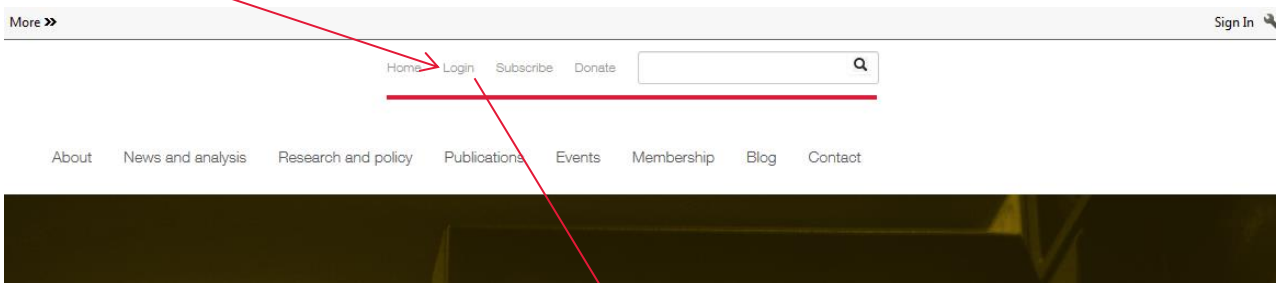 More »
Sign In
Home Login Subscribe Donate
About News and analysis Research and policy Publications Events Membership Blog Contact